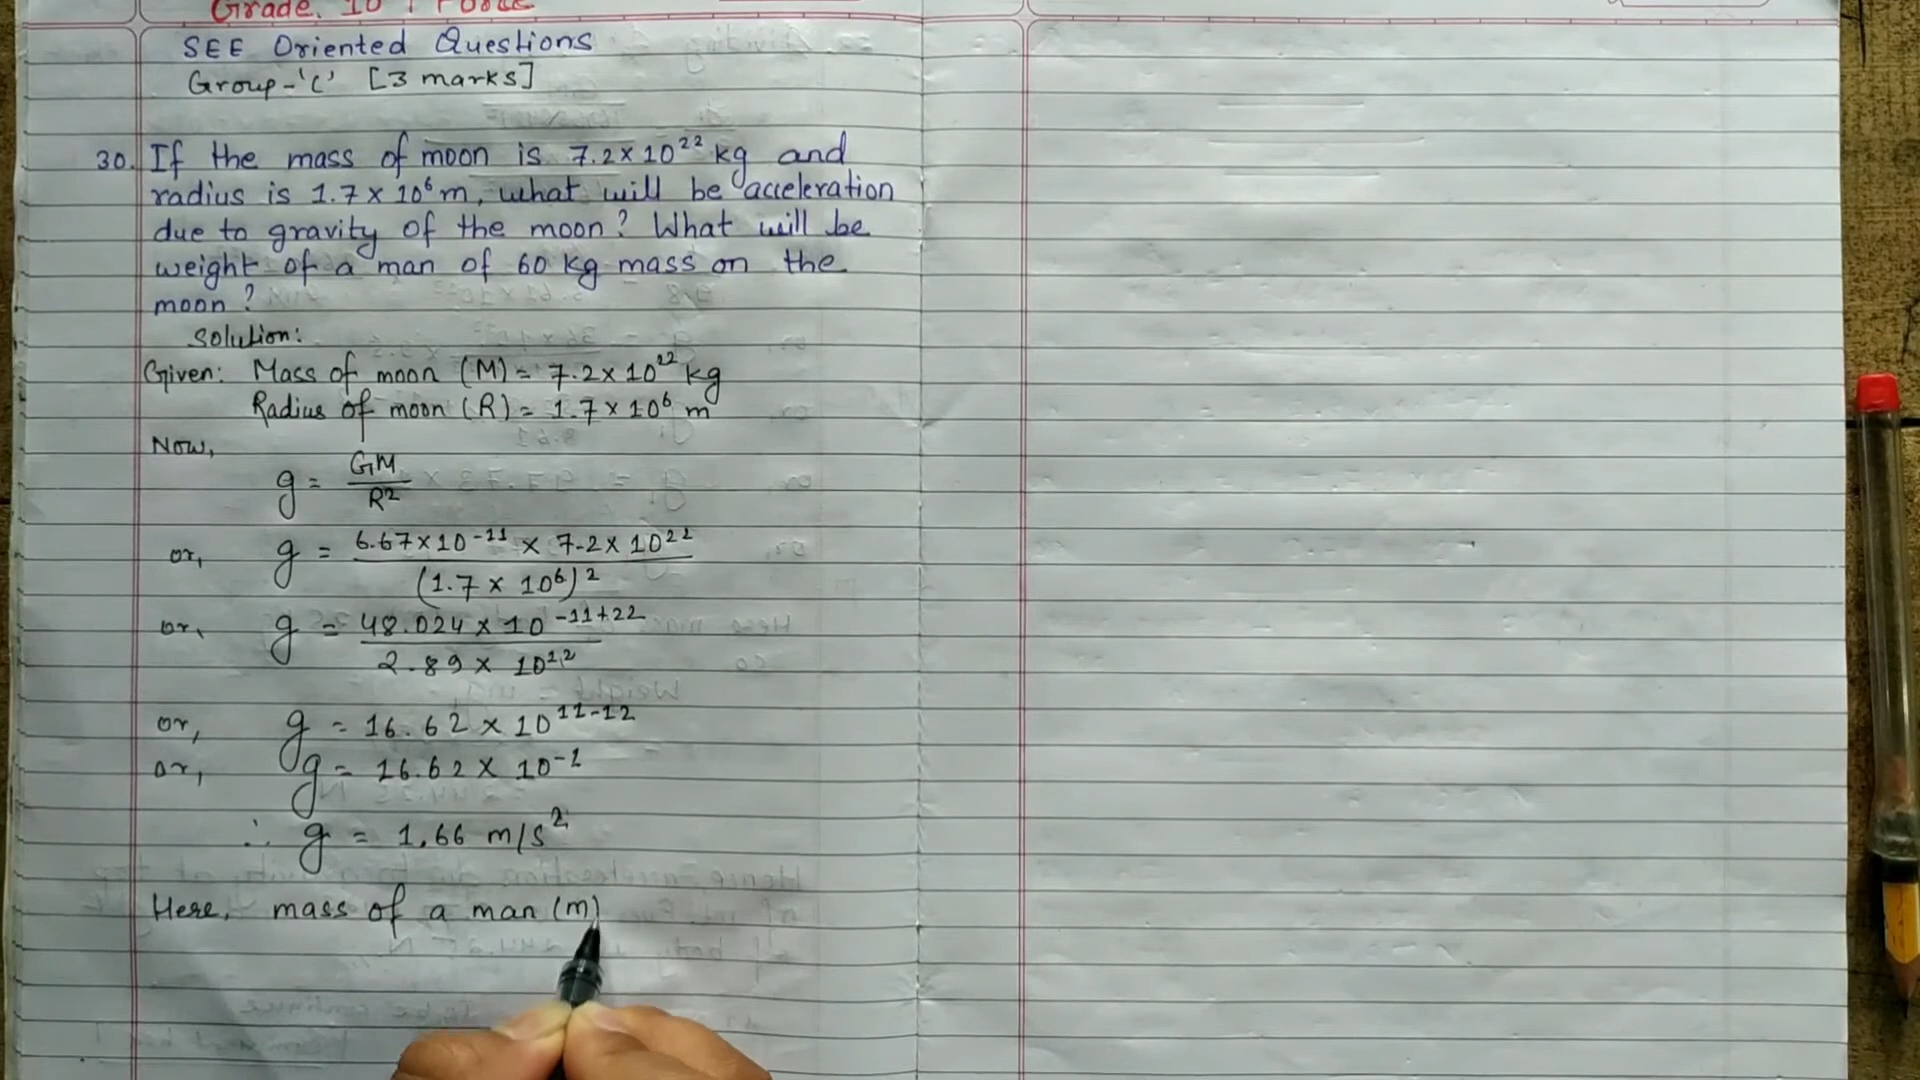 Grade. 10 : Force
SEE Oriented Questions
Group-'C' [3 marks]
30. If the mass of moon is 7.2 × 10²² kg and
radius is 1.7 × 10⁶ m, what will be acceleration
due to gravity of the moon? What will be
weight of a man of 60 kg mass on the
moon?
Solution:
Given: Mass of moon (M) = 7.2 × 10²² kg
Radius of moon (R) = 1.7 × 10⁶ m
Now,
g = GM / R²
or, g = 6.67 × 10⁻¹¹ × 7.2 × 10²² / (1.7 × 10⁶)²
or, g = 48.024 × 10⁻¹¹⁺²² / 2.89 × 10¹²
or, g = 16.62 × 10¹¹⁻¹²
or, g = 16.62 × 10⁻¹
∴ g = 1.66 m/s²
Here, mass of a man (m)